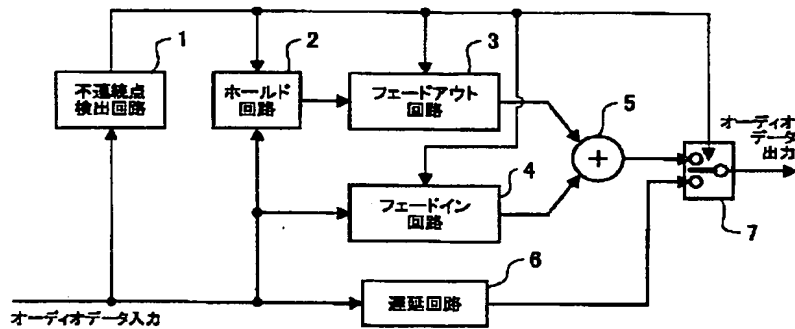 1
不連続点
検出回路
2
ホールド
回路
3
フェードアウト
回路
4
フェードイン
回路
5
+
オーディオ
データ
出力
7
6
遅延回路
オーディオデータ入力